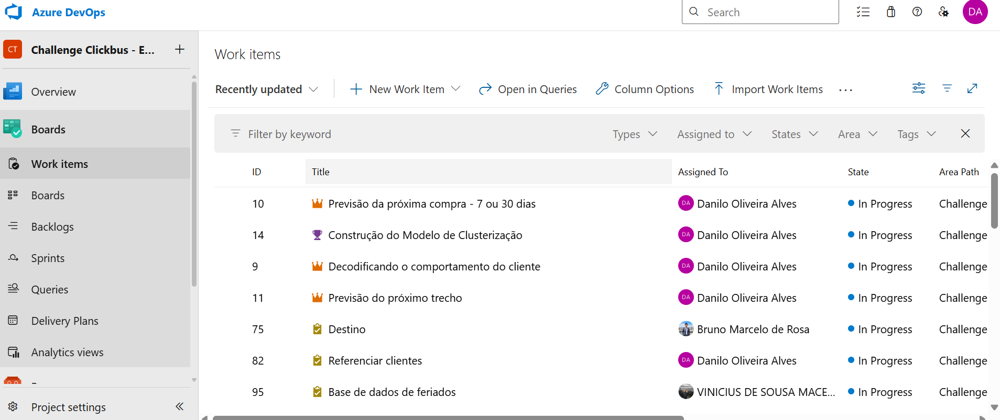 Azure DevOps
Search
DA
CT Challenge Clickbus - E...
Overview
Boards
Work items
Boards
Backlogs
Sprints
Queries
Delivery Plans
Analytics views
Project settings
Work items
Recently updated New Work Item Open in Queries Column Options Import Work Items ...
Filter by keyword Types Assigned to States Area Tags
ID Title Assigned To State Area Path
10 Previsão da próxima compra - 7 ou 30 dias DA Danilo Oliveira Alves In Progress Challenge
14 Construção do Modelo de Clusterização DA Danilo Oliveira Alves In Progress Challenge
9 Decodificando o comportamento do cliente DA Danilo Oliveira Alves In Progress Challenge
11 Previsão do próximo trecho DA Danilo Oliveira Alves In Progress Challenge
75 Destino Bruno Marcelo de Rosa In Progress Challenge
82 Referenciar clientes DA Danilo Oliveira Alves In Progress Challenge
95 Base de dados de feriados VINICIUS DE SOUSA MACE... In Progress Challenge